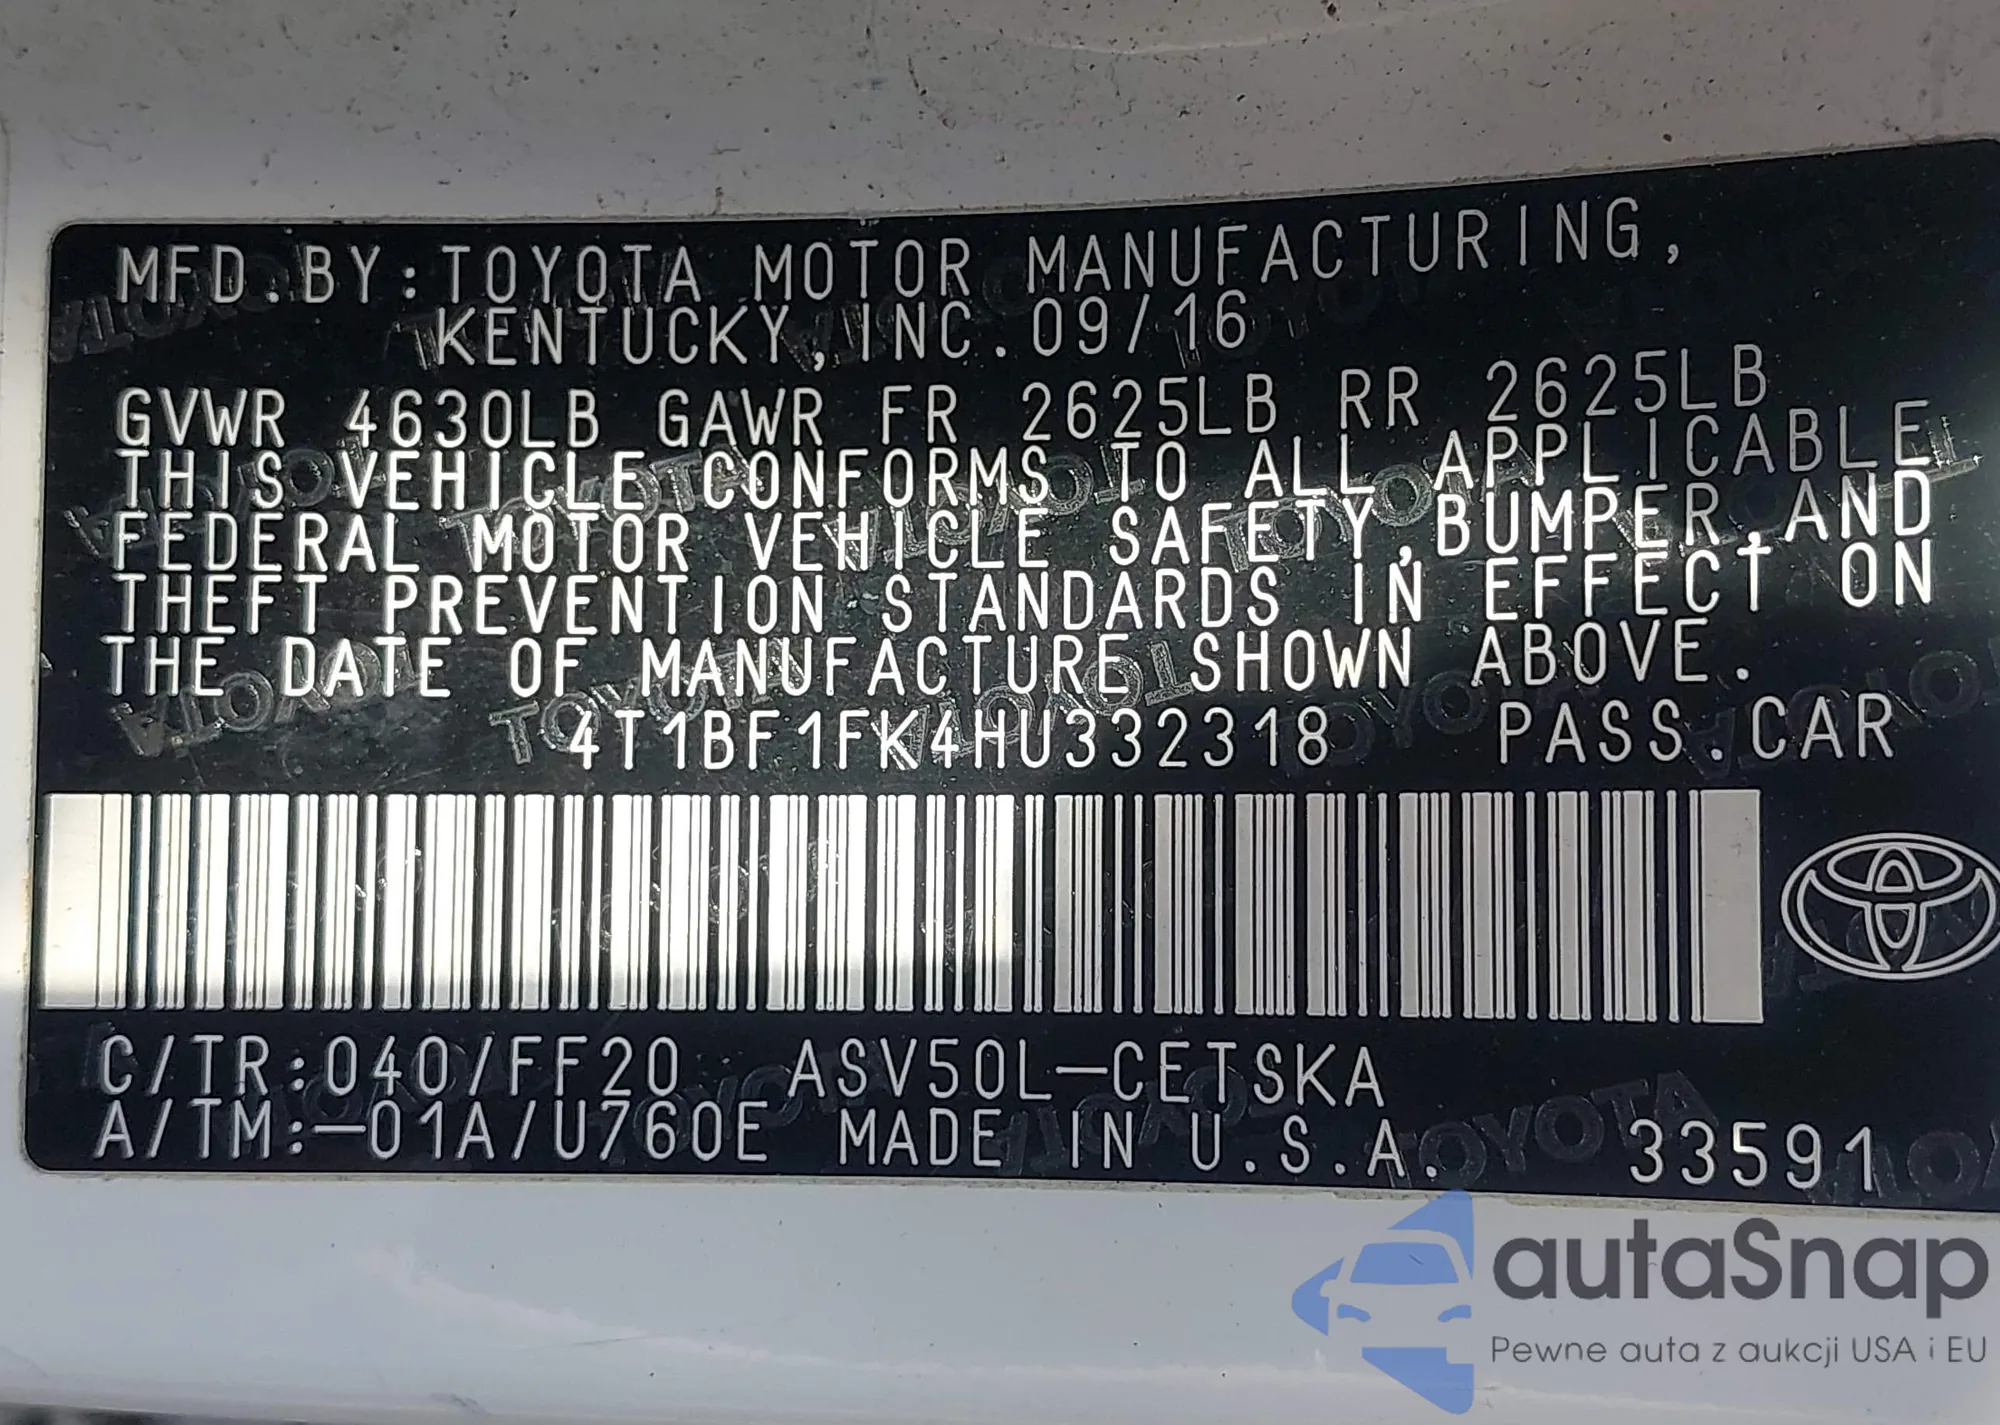 MFD.BY:TOYOTA MOTOR MANUFACTURING,
KENTUCKY, INC. 09/16
GVWR 4630LB GAWR FR 2625LB RR 2625LB
THIS VEHICLE CONFORMS TO ALL APPLICABLE
FEDERAL MOTOR VEHICLE SAFETY, BUMPER, AND
THEFT PREVENTION STANDARDS IN EFFECT ON
THE DATE OF MANUFACTURE SHOWN ABOVE.
4T1BF1FK4HU332318 PASS.CAR
C/TR:040/FF20 ASV50L-CETSKA
A/TM:-01A/U760E MADE IN U.S.A. 33591
autaSnap
Pewne auta z aukcji USA i EU